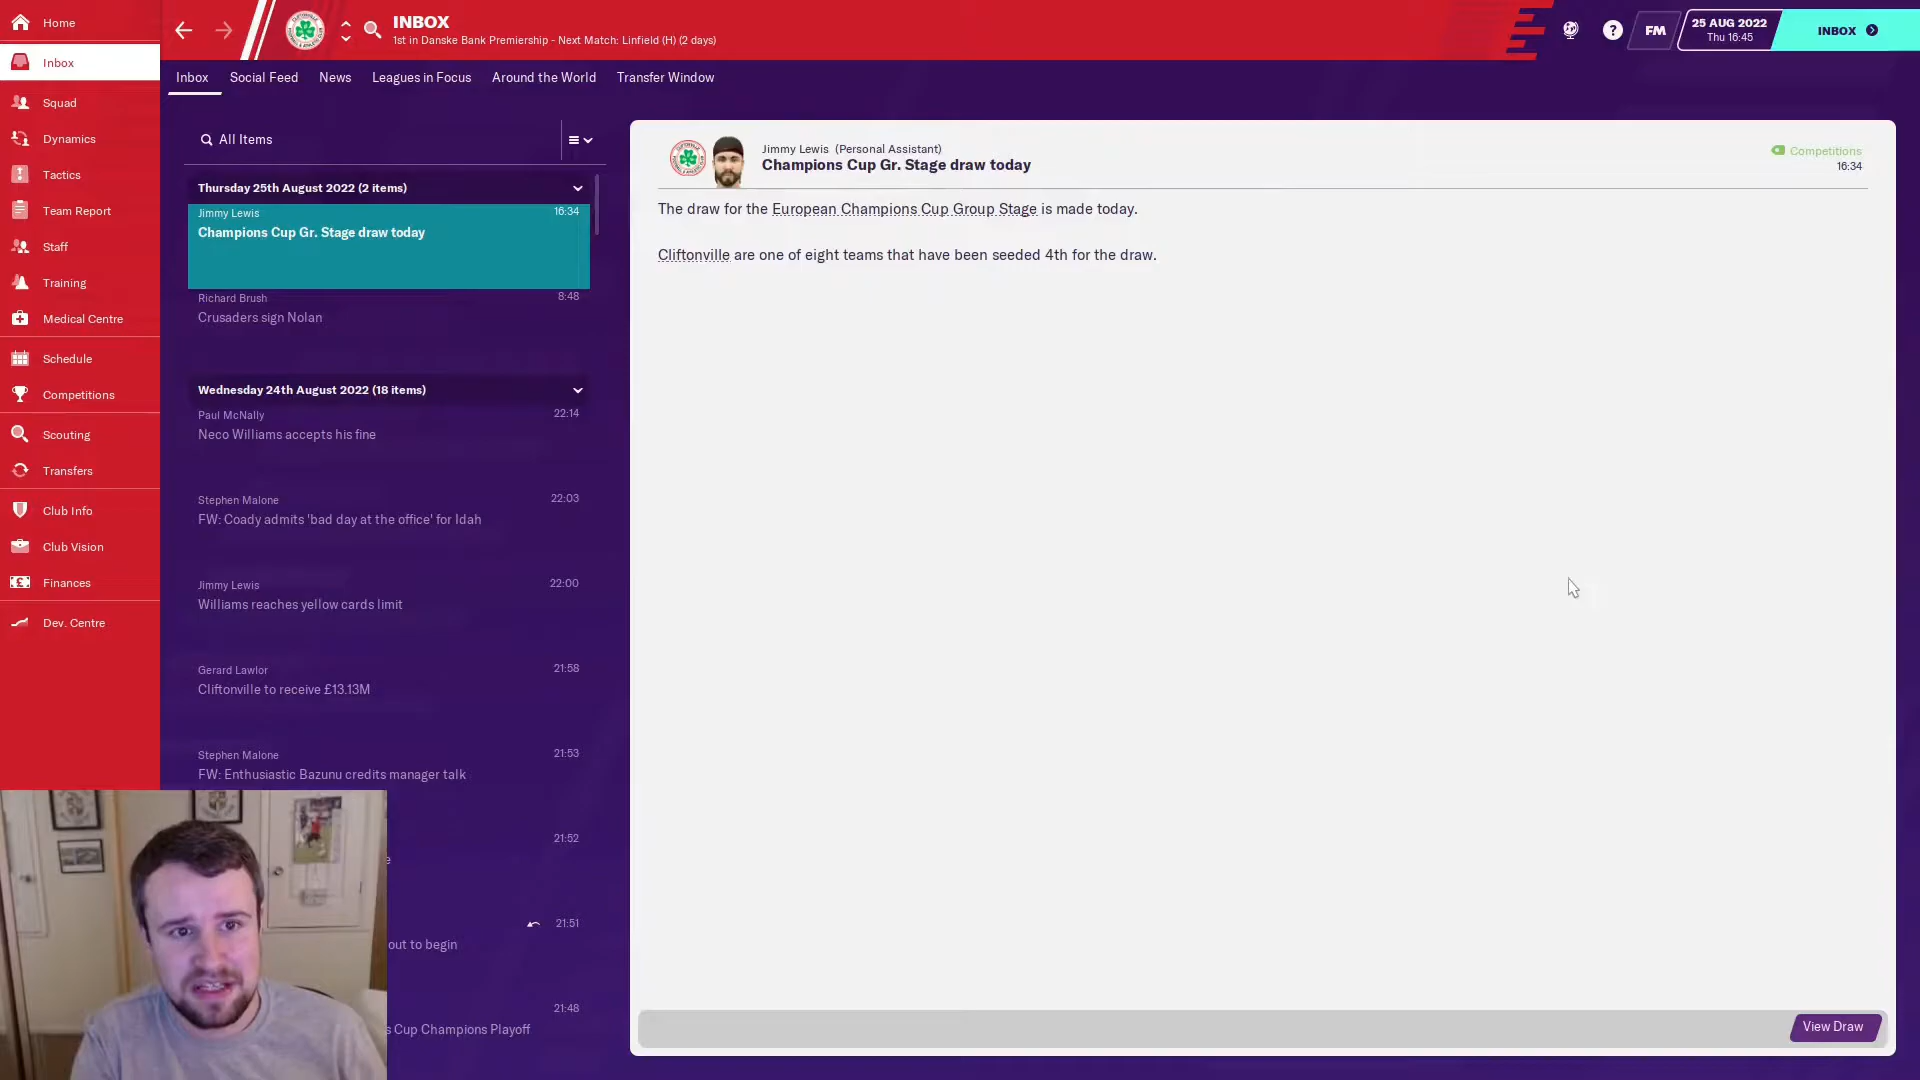 Home
Inbox
Squad
Dynamics
Tactics
Team Report
Staff
Training
Medical Centre
Schedule
Competitions
Scouting
Transfers
Club Info
Club Vision
Finances
Dev. Centre
INBOX
1st in Danske Bank Premiership - Next Match: Linfield (H) (2 days)
?
FM
25 AUG 2022
Thu 16:45
INBOX
Inbox
Social Feed
News
Leagues in Focus
Around the World
Transfer Window
All Items
Thursday 25th August 2022 (2 items)
Jimmy Lewis
16:34
Champions Cup Gr. Stage draw today
Richard Brush
8:48
Crusaders sign Nolan
Wednesday 24th August 2022 (18 items)
Paul McNally
22:14
Neco Williams accepts his fine
Stephen Malone
22:03
FW: Coady admits 'bad day at the office' for Idah
Jimmy Lewis
22:00
Williams reaches yellow cards limit
Gerard Lawlor
21:58
Cliftonville to receive £13.13M
Stephen Malone
21:53
FW: Enthusiastic Bazunu credits manager talk
21:52
e
21:51
out to begin
21:48
s Cup Champions Playoff
Jimmy Lewis (Personal Assistant)
Champions Cup Gr. Stage draw today
Competitions
16:34
The draw for the European Champions Cup Group Stage is made today.
Cliftonville are one of eight teams that have been seeded 4th for the draw.
View Draw